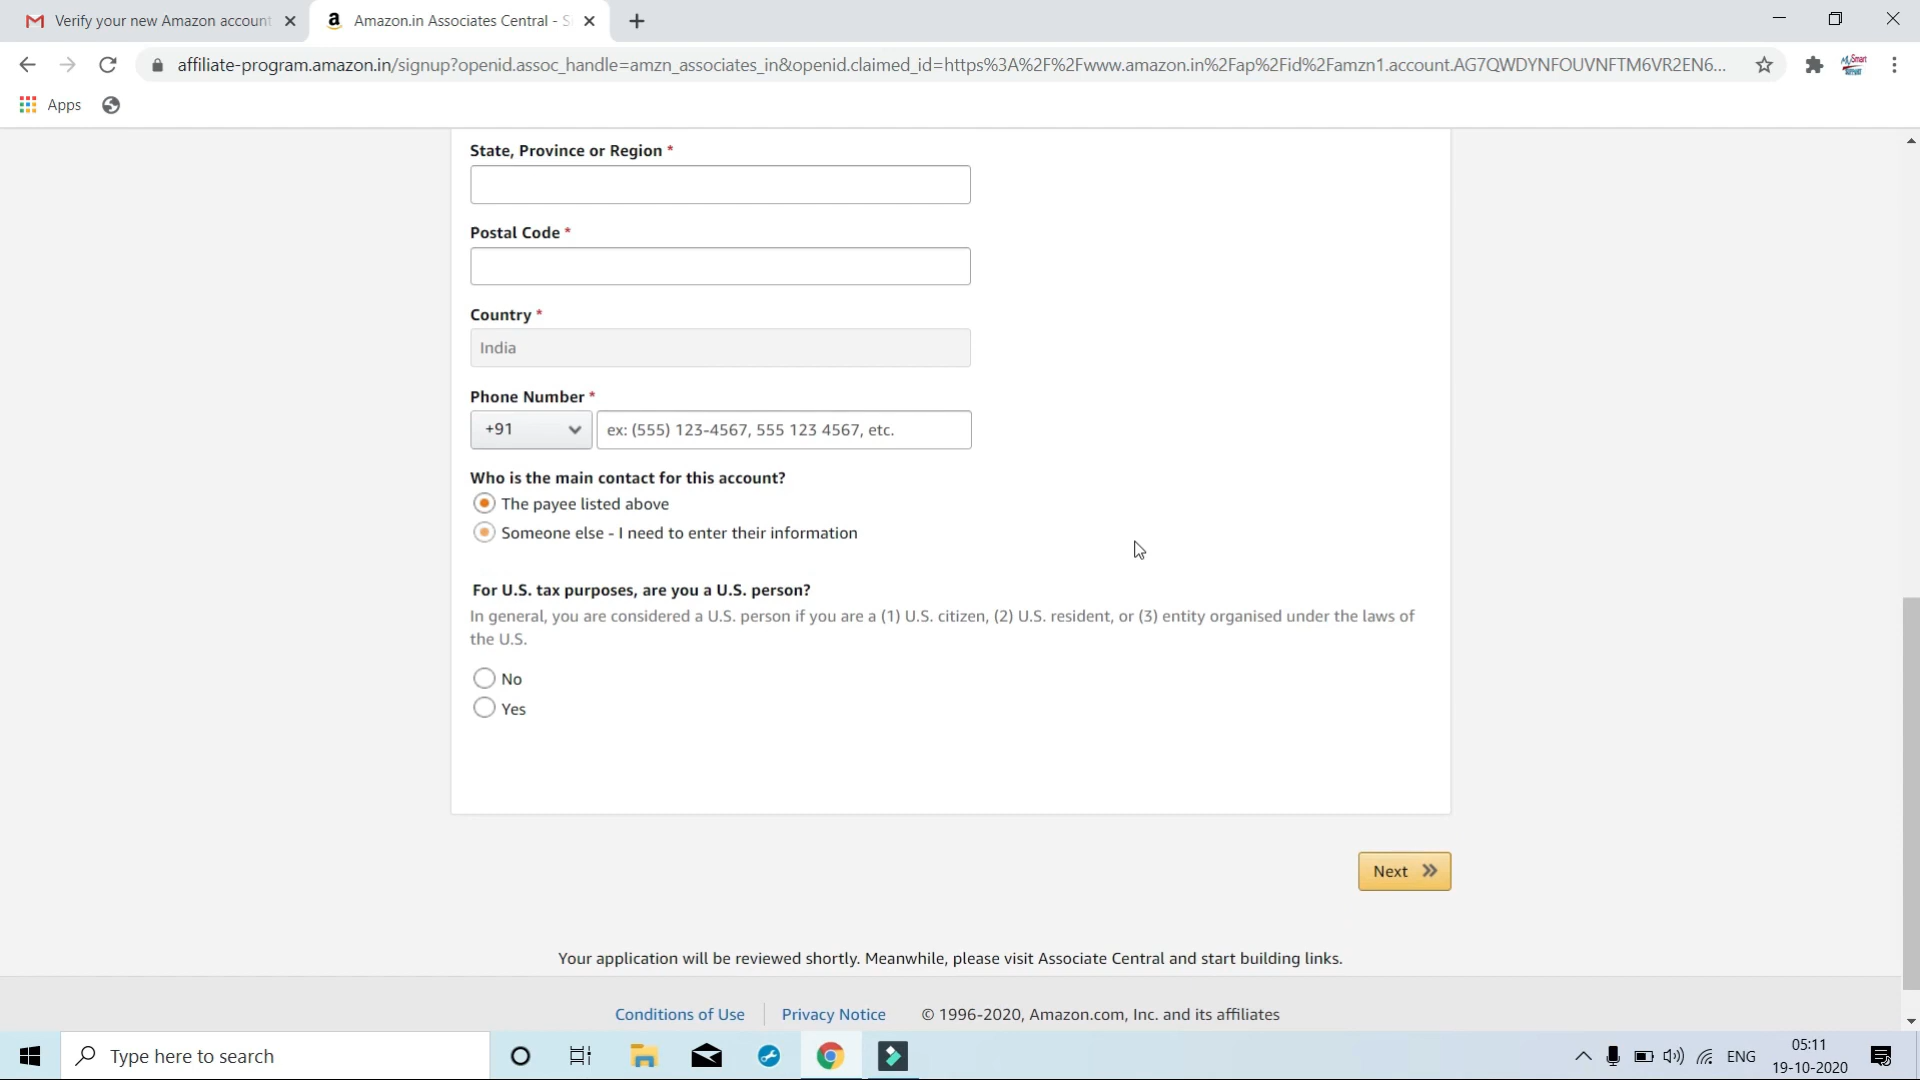 Verify your new Amazon account
Amazon.in Associates Central - S
affiliate-program.amazon.in/signup?openid.assoc_handle=amzn_associates_in&openid.claimed_id=https%3A%2F%2Fwww.amazon.in%2Fap%2Fid%2Famzn1.account.AG7QWDYNFOUVNFTM6VR2EN6...
Apps
State, Province or Region *
Postal Code *
Country *
India
Phone Number *
+91
ex: (555) 123-4567, 555 123 4567, etc.
Who is the main contact for this account?
The payee listed above
Someone else - I need to enter their information
For U.S. tax purposes, are you a U.S. person?
In general, you are considered a U.S. person if you are a (1) U.S. citizen, (2) U.S. resident, or (3) entity organised under the laws of
the U.S.
No
Yes
Next
Your application will be reviewed shortly. Meanwhile, please visit Associate Central and start building links.
Conditions of Use
Privacy Notice
© 1996-2020, Amazon.com, Inc. and its affiliates
Type here to search
ENG
05:11
19-10-2020